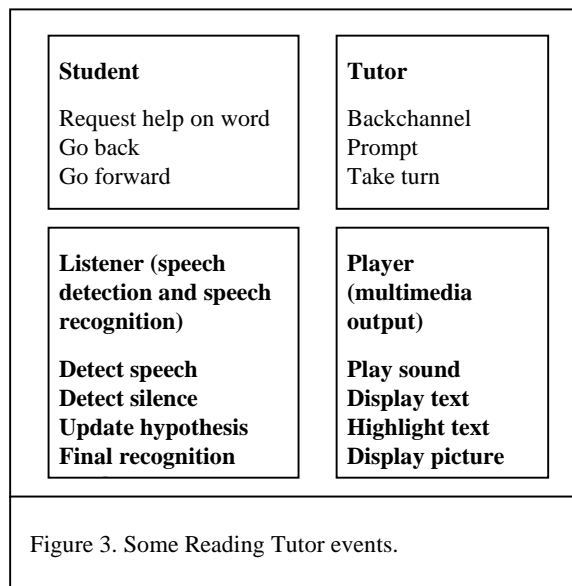 Student
Request help on word
Go back
Go forward
Tutor
Backchannel
Prompt
Take turn
Listener (speech
detection and speech
recognition)
Detect speech
Detect silence
Update hypothesis
Final recognition
Player
(multimedia
output)
Play sound
Display text
Highlight text
Display picture
Figure 3. Some Reading Tutor events.